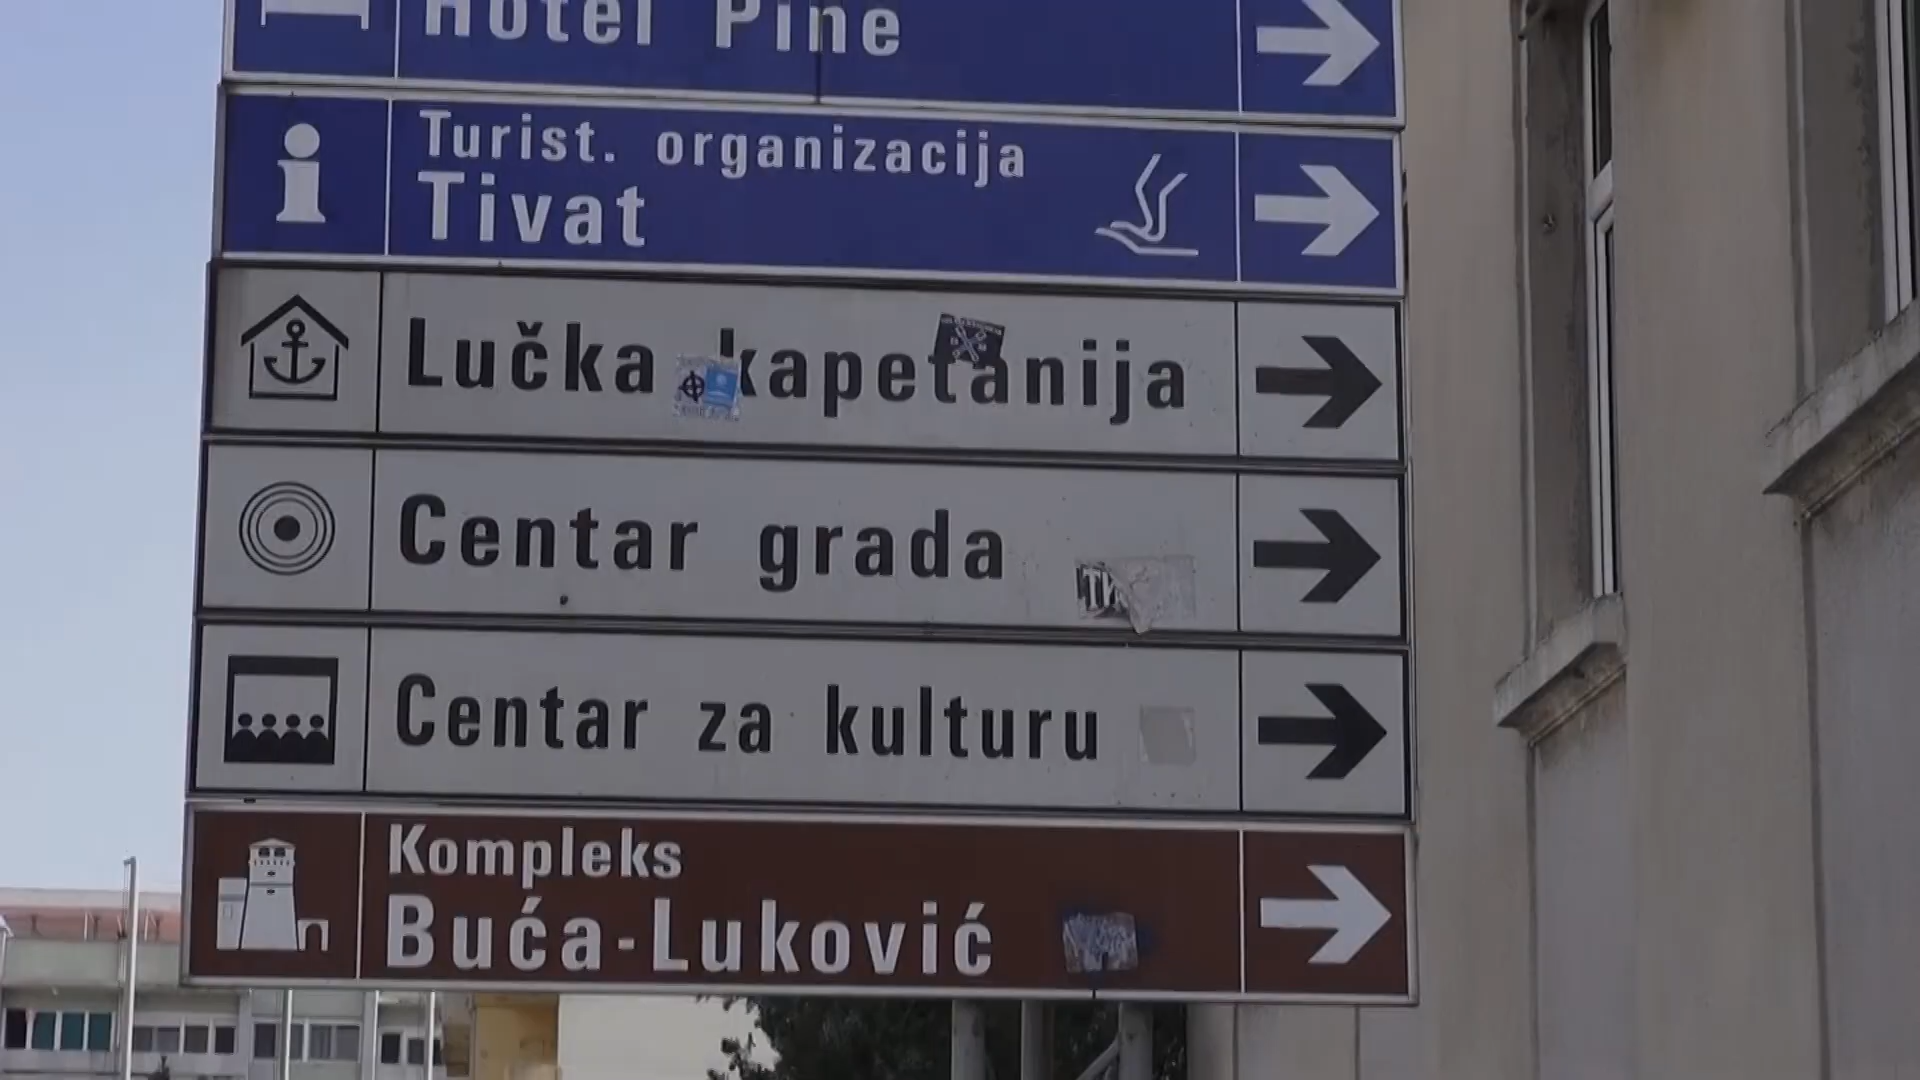 Hotel Pine
Turist. organizacija
Tivat
Lučka kapetanija
Centar grada
Centar za kulturu
Kompleks
Buća-Luković